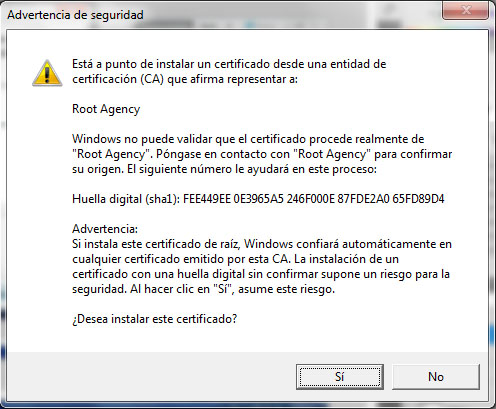 Advertencia de seguridad
Está a punto de instalar un certificado desde una entidad de
certificación (CA) que afirma representar a:
Root Agency
Windows no puede validar que el certificado procede realmente de
"Root Agency". Póngase en contacto con "Root Agency" para confirmar
su origen. El siguiente número le ayudará en este proceso:
Huella digital (sha1): FEE449EE 0E3965A5 246F000E 87FDE2A0 65FD89D4
Advertencia:
Si instala este certificado de raíz, Windows confiará automáticamente en
cualquier certificado emitido por esta CA. La instalación de un
certificado con una huella digital sin confirmar supone un riesgo para la
seguridad. Al hacer clic en "Sí", asume este riesgo.
¿Desea instalar este certificado?
Sí
No